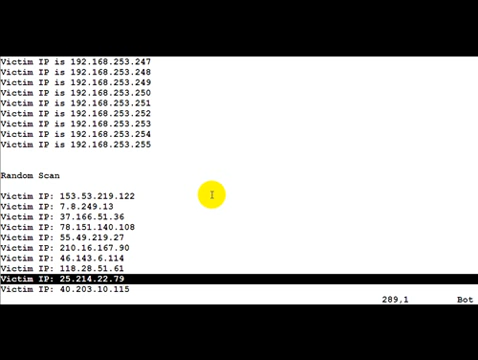 Victim IP is 192.168.253.247
Victim IP is 192.168.253.248
Victim IP is 192.168.253.249
Victim IP is 192.168.253.250
Victim IP is 192.168.253.251
Victim IP is 192.168.253.252
Victim IP is 192.168.253.253
Victim IP is 192.168.253.254
Victim IP is 192.168.253.255
Random Scan
Victim IP: 153.53.219.122
Victim IP: 7.8.249.13
Victim IP: 37.166.51.36
Victim IP: 78.151.140.108
Victim IP: 55.49.219.27
Victim IP: 210.16.167.90
Victim IP: 46.143.6.114
Victim IP: 118.28.51.61
Victim IP: 25.214.22.79
Victim IP: 40.203.10.115
289,1 Bot